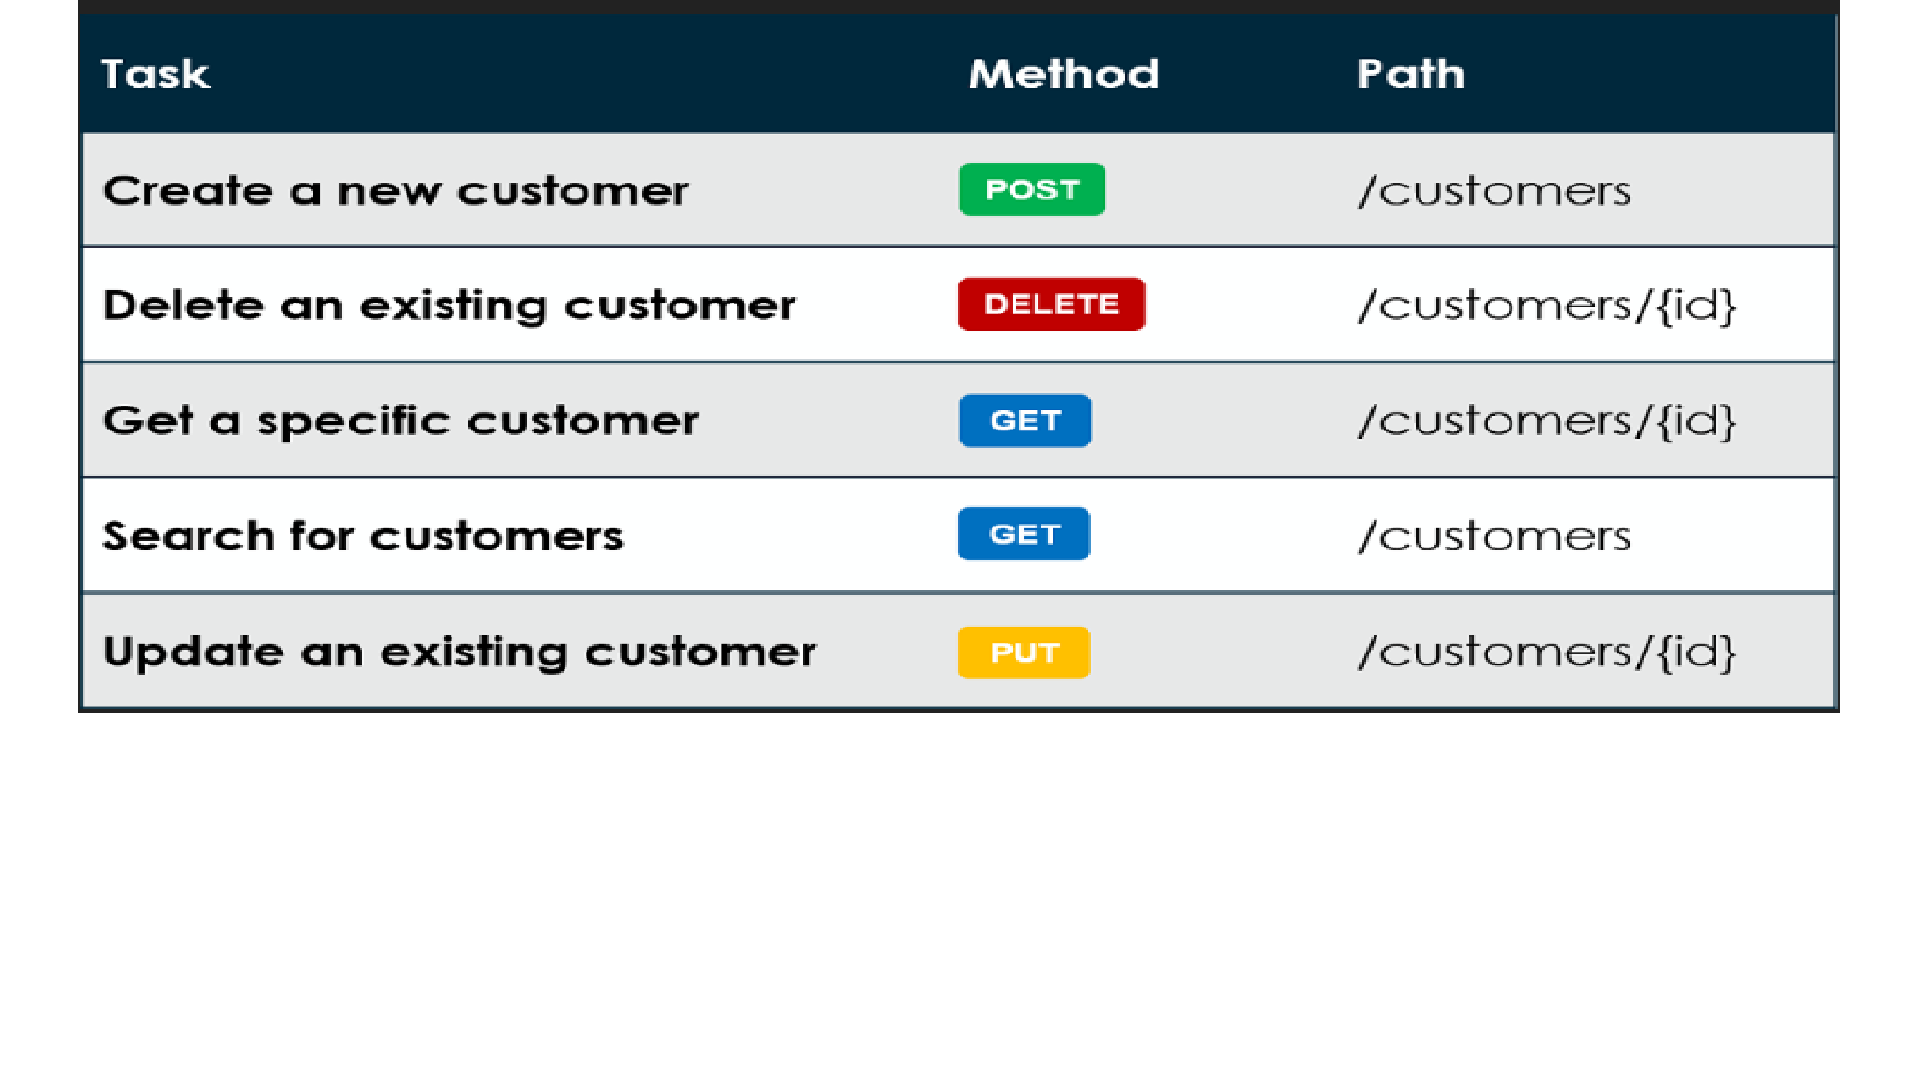 Task Method Path
Create a new customer POST /customers
Delete an existing customer DELETE /customers/{id}
Get a specific customer GET /customers/{id}
Search for customers GET /customers
Update an existing customer PUT /customers/{id}